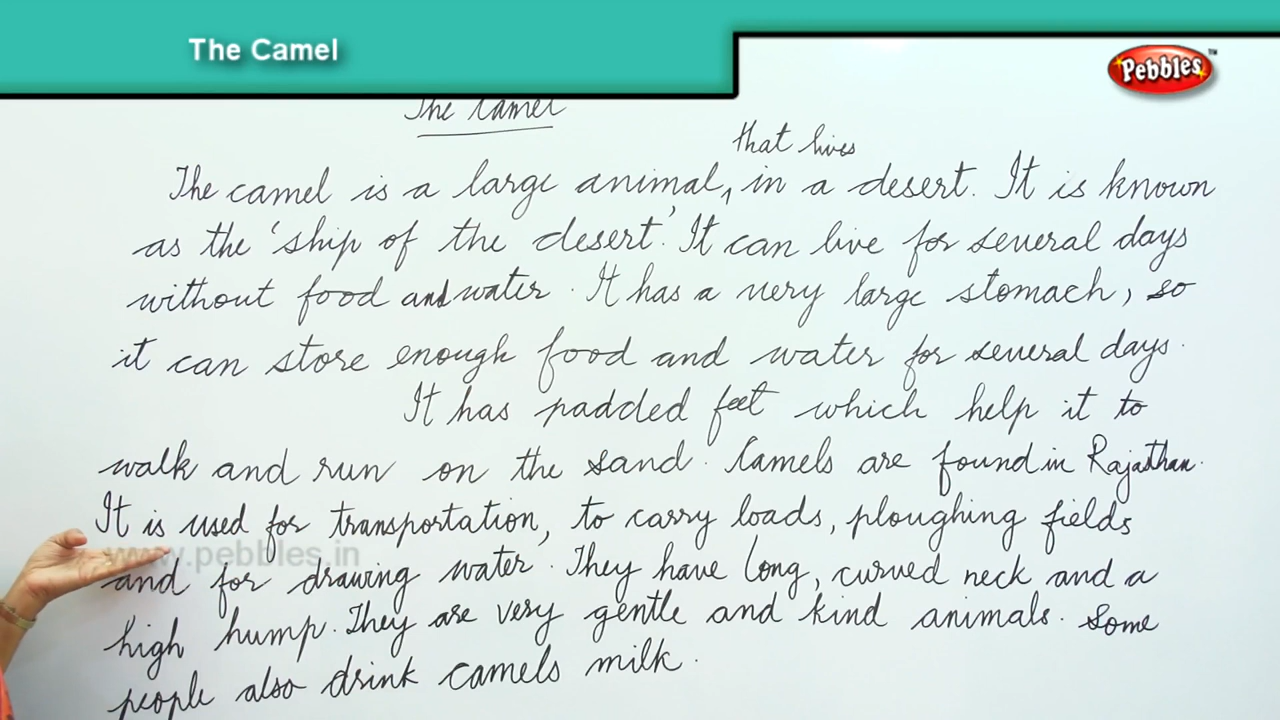 The Camel
Pebbles™
The Camel
that lives
The camel is a large animal, in a desert. It is known
as the 'ship of the desert.' It can live for several days
without food and water. It has a very large stomach, so
it can store enough food and water for several days.
It has padded feet which help it to
walk and run on the sand. Camels are found in Rajasthan.
It is used for transportation, to carry loads, ploughing fields
www.pebbles.in
and for drawing water. They have long, curved neck and a
high hump. They are very gentle and kind animals. Some
people also drink camels milk.